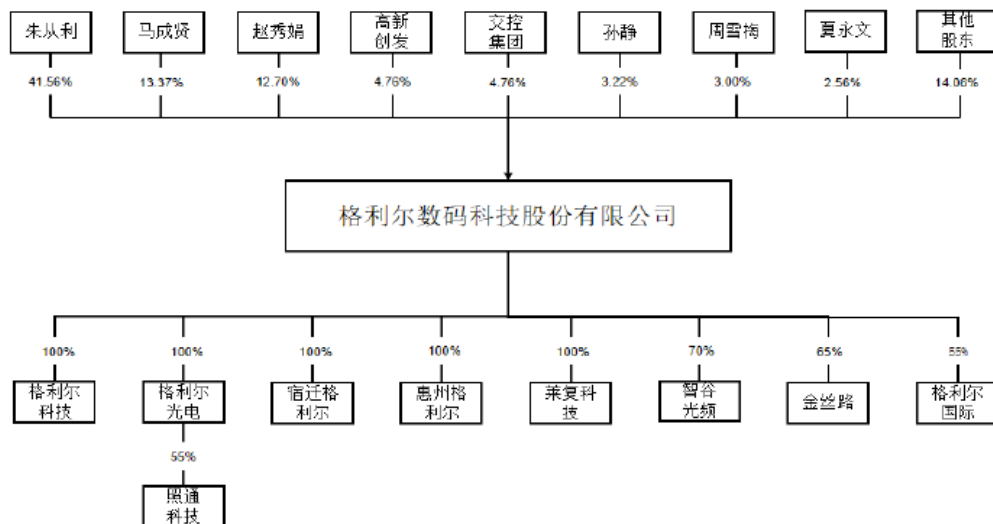 朱从利
马成贤
赵秀娟
高新
创发
交控
集团
孙静
周雪梅
夏永文
其他
股东
41.56%
13.37%
12.70%
4.76%
4.76%
3.22%
3.00%
2.56%
14.06%
格利尔数码科技股份有限公司
100%
100%
100%
100%
100%
70%
65%
55%
格利尔
科技
格利尔
光电
宿迁格
利尔
惠州格
利尔
莱复科
技
智谷
光频
金丝路
格利尔
国际
55%
照通
科技